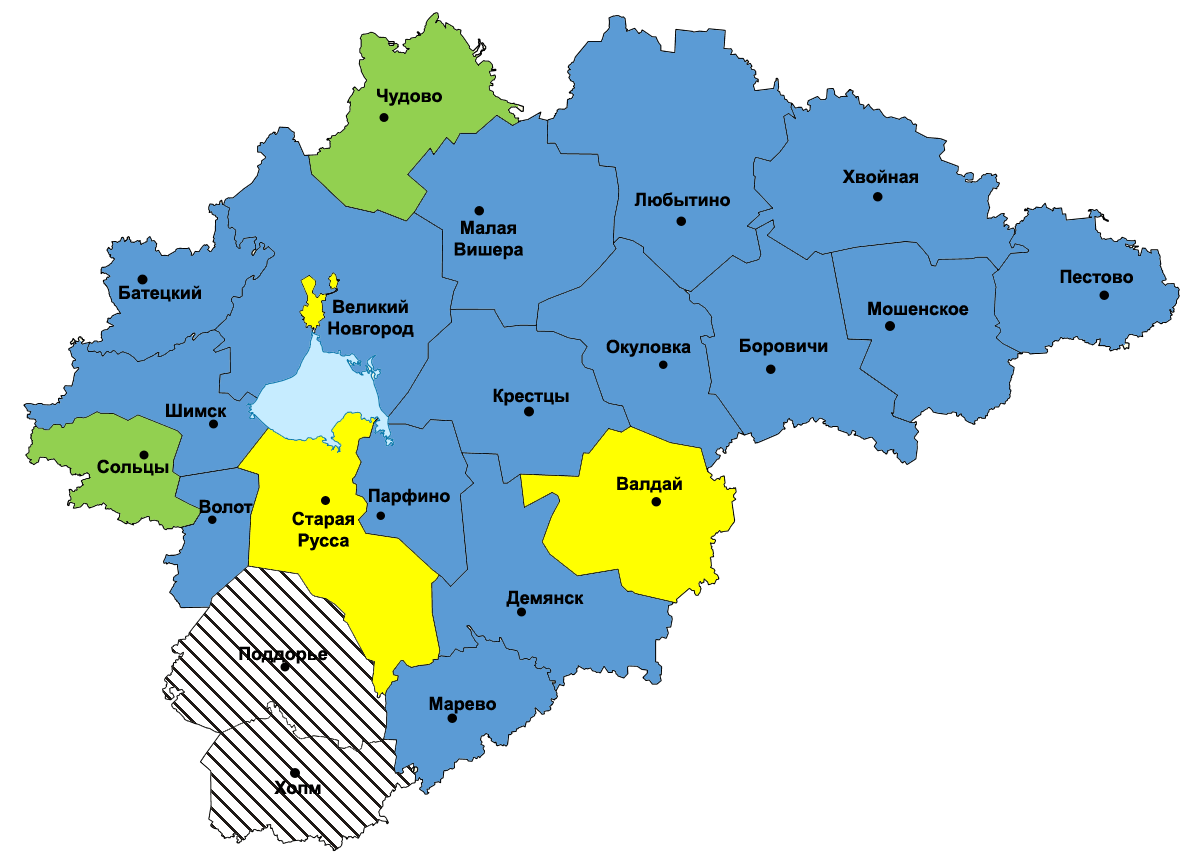 Чудово
Хвойная
Любытино
Малая
Вишера
Пестово
Батецкий
Великий
Новгород
Мошенское
Окуловка
Боровичи
Крестцы
Шимск
Сольцы
Валдай
Парфино
Волот
Старая
Русса
Демянск
Поддорье
Марево
Холм